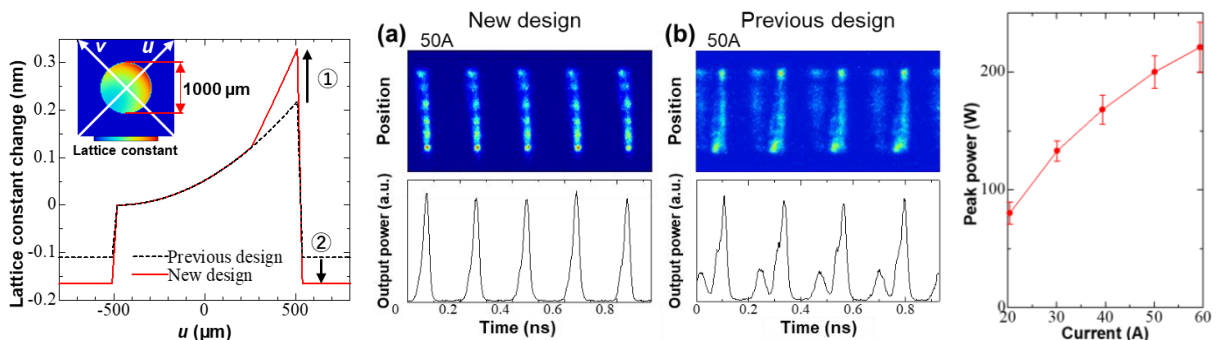 Lattice constant change (nm)
0.3
0.2
0.1
0
-0.1
-0.2
-500
0
500
u (µm)
v
u
1000 µm
Lattice constant
①
②
Previous design
New design
New design
(a)
50A
Position
Output power (a.u.)
0
0.2
0.4
0.6
0.8
Time (ns)
Previous design
(b)
50A
Position
Output power (a.u.)
0
0.2
0.4
0.6
0.8
Time (ns)
Peak power (W)
200
100
20
30
40
50
60
Current (A)